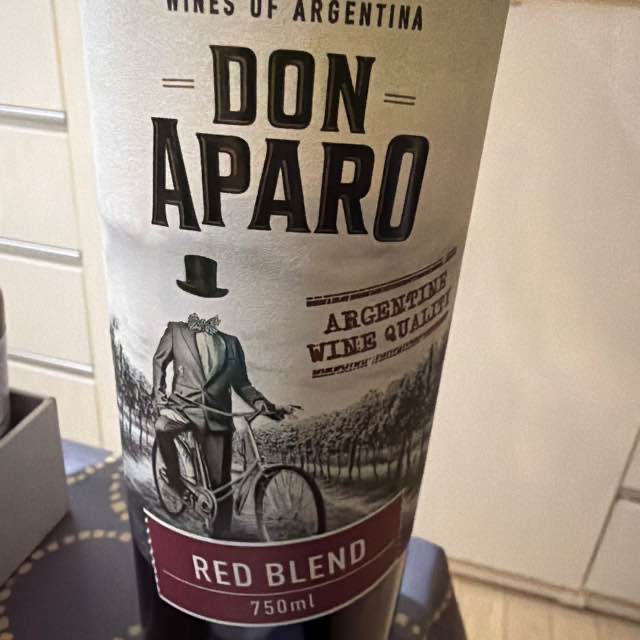 WINES OF ARGENTINA
DON
APARO
ARGENTINE
WINE QUALITY
RED BLEND
750ml